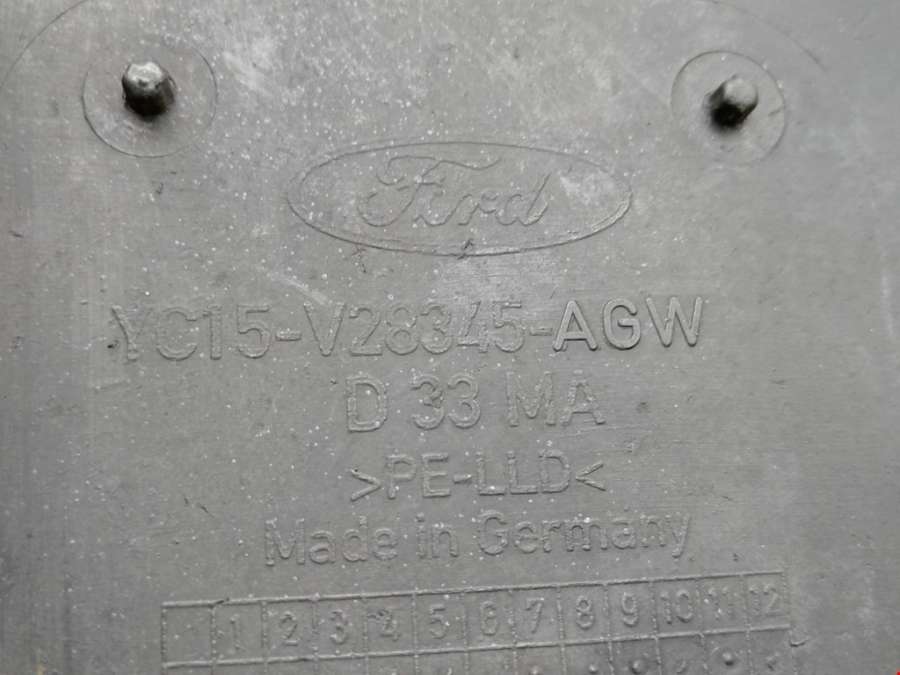 Ford
YC15-V28345-AGW
D 33 MA
>PE-LLD<
Made in Germany
1 2 3 4 5 6 7 8 9 10 11 12